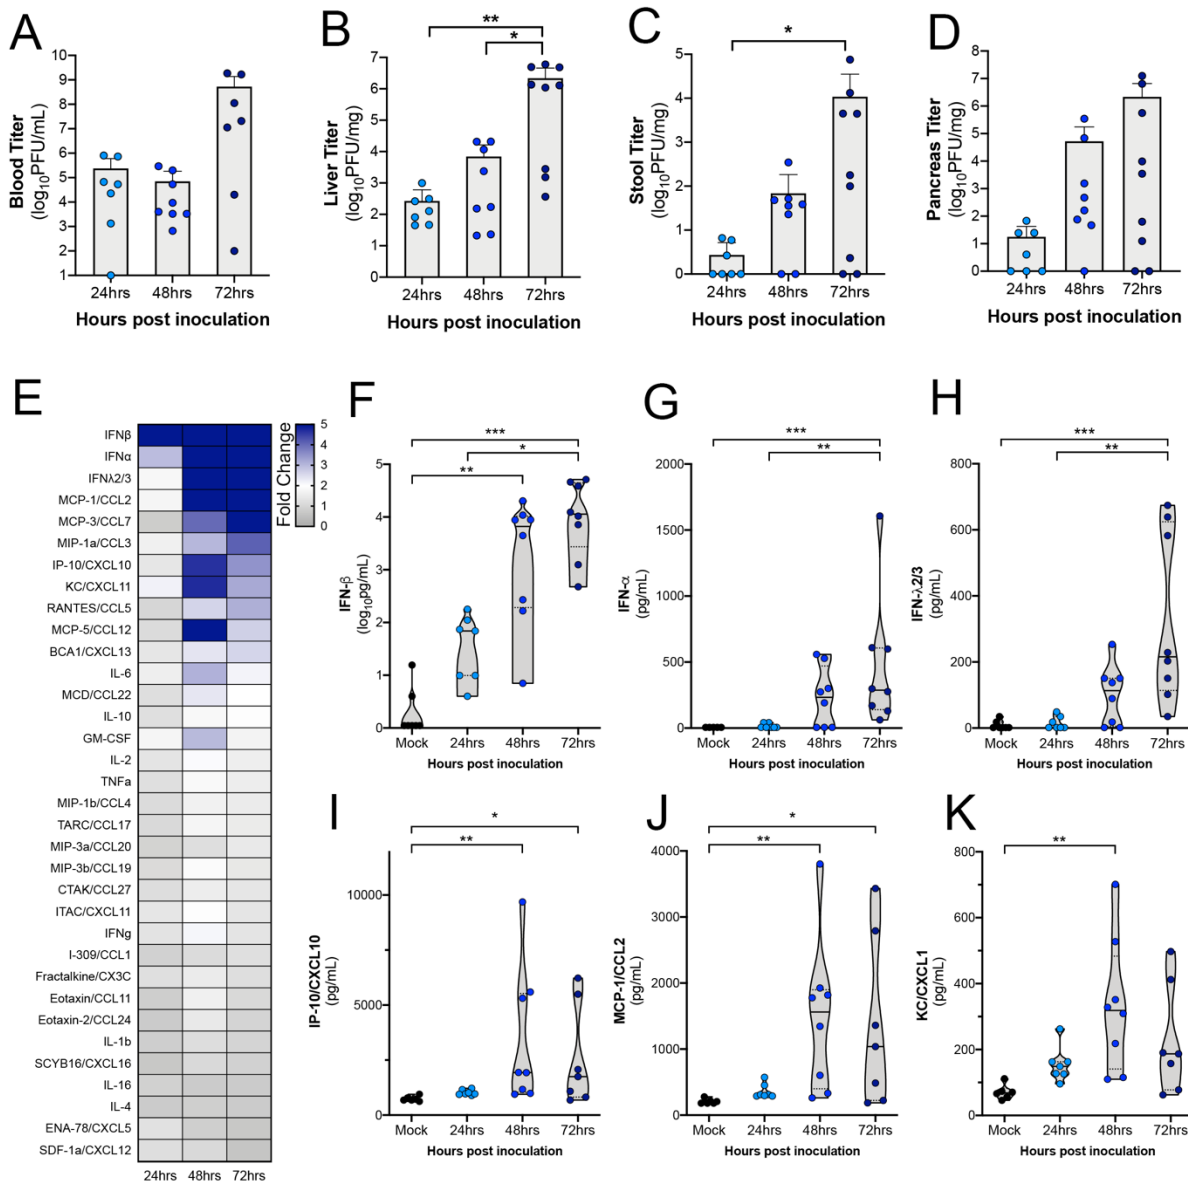 A
Blood Titer
(log10PFU/mL)
10
9
8
7
6
5
4
3
2
1
24hrs 48hrs 72hrs
Hours post inoculation
B
**
*
Liver Titer
(log10PFU/mg)
7
6
5
4
3
2
1
0
24hrs 48hrs 72hrs
Hours post inoculation
C
*
Stool Titer
(log10PFU/mg)
5
4
3
2
1
0
24hrs 48hrs 72hrs
Hours post inoculation
D
Pancreas Titer
(log10PFU/mg)
8
7
6
5
4
3
2
1
0
24hrs 48hrs 72hrs
Hours post inoculation
E
IFNβ
IFNα
IFNλ2/3
MCP-1/CCL2
MCP-3/CCL7
MIP-1a/CCL3
IP-10/CXCL10
KC/CXCL11
RANTES/CCL5
MCP-5/CCL12
BCA1/CXCL13
IL-6
MCD/CCL22
IL-10
GM-CSF
IL-2
TNFa
MIP-1b/CCL4
TARC/CCL17
MIP-3a/CCL20
MIP-3b/CCL19
CTAK/CCL27
ITAC/CXCL11
IFNg
I-309/CCL1
Fractalkine/CX3C
Eotaxin/CCL11
Eotaxin-2/CCL24
IL-1b
SCYB16/CXCL16
IL-16
IL-4
ENA-78/CXCL5
SDF-1a/CXCL12
24hrs 48hrs 72hrs
Fold Change
5
4
3
2
1
0
F
***
*
**
IFN-β
(log10pg/mL)
5
4
3
2
1
0
Mock 24hrs 48hrs 72hrs
Hours post inoculation
G
***
**
IFN-α
(pg/mL)
2000
1500
1000
500
0
Mock 24hrs 48hrs 72hrs
Hours post inoculation
H
***
**
IFN-λ2/3
(pg/mL)
800
600
400
200
0
Mock 24hrs 48hrs 72hrs
Hours post inoculation
I
*
**
IP-10/CXCL10
(pg/mL)
10000
5000
0
Mock 24hrs 48hrs 72hrs
Hours post inoculation
J
*
**
MCP-1/CCL2
(pg/mL)
4000
3000
2000
1000
0
Mock 24hrs 48hrs 72hrs
Hours post inoculation
K
**
KC/CXCL1
(pg/mL)
800
600
400
200
0
Mock 24hrs 48hrs 72hrs
Hours post inoculation